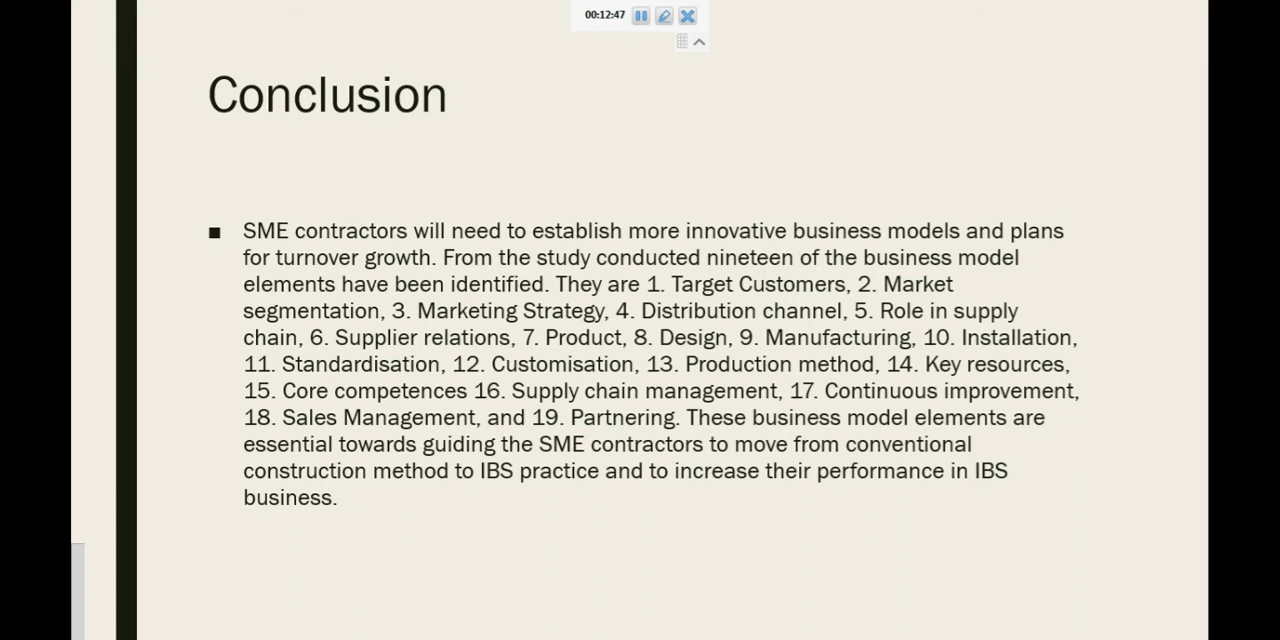 00:12:47
Conclusion
■ SME contractors will need to establish more innovative business models and plans
for turnover growth. From the study conducted nineteen of the business model
elements have been identified. They are 1. Target Customers, 2. Market
segmentation, 3. Marketing Strategy, 4. Distribution channel, 5. Role in supply
chain, 6. Supplier relations, 7. Product, 8. Design, 9. Manufacturing, 10. Installation,
11. Standardisation, 12. Customisation, 13. Production method, 14. Key resources,
15. Core competences 16. Supply chain management, 17. Continuous improvement,
18. Sales Management, and 19. Partnering. These business model elements are
essential towards guiding the SME contractors to move from conventional
construction method to IBS practice and to increase their performance in IBS
business.